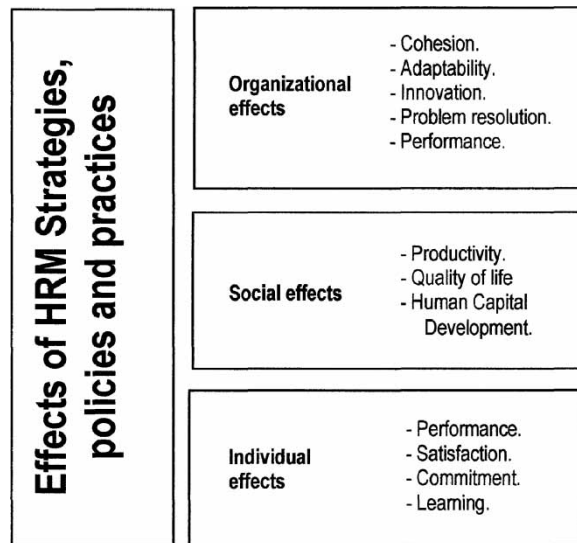 Effects of HRM Strategies,
policies and practices
Organizational
effects
- Cohesion.
- Adaptability.
- Innovation.
- Problem resolution.
- Performance.
Social effects
- Productivity.
- Quality of life
- Human Capital
Development.
Individual
effects
- Performance.
- Satisfaction.
- Commitment.
- Learning.